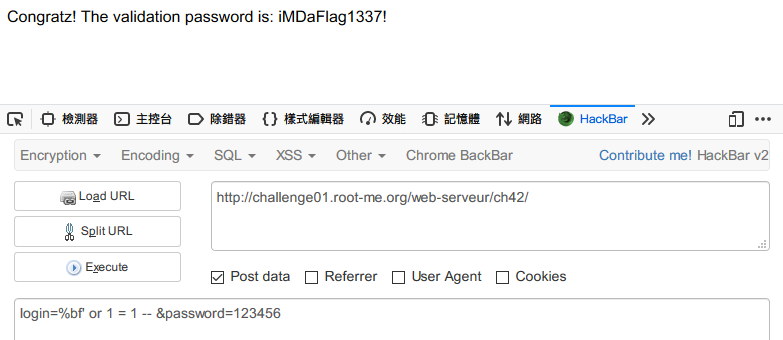 Congratz! The validation password is: iMDaFlag1337!
檢測器 主控台 除錯器 樣式編輯器 效能 記憶體 網路 HackBar
Encryption Encoding SQL XSS Other Chrome BackBar Contribute me! HackBar v2
Load URL
http://challenge01.root-me.org/web-serveur/ch42/
Split URL
Execute
Post data Referrer User Agent Cookies
login=%bf' or 1 = 1 -- &password=123456